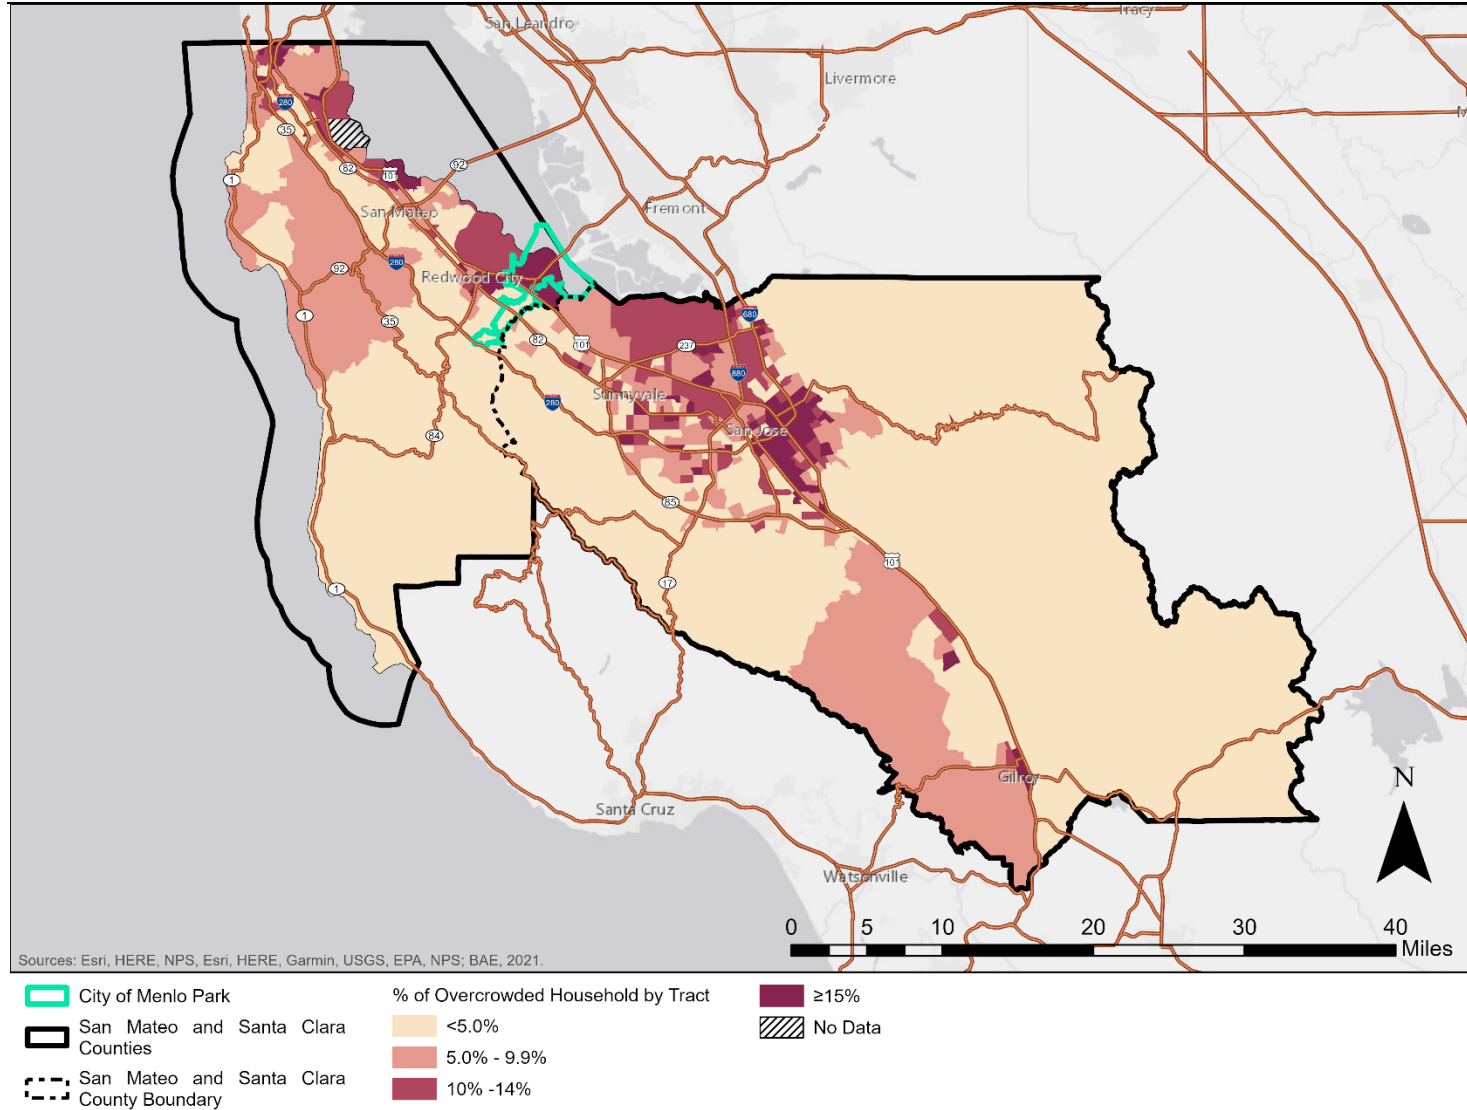 San Leandro
Tracy
Livermore
280
35
82
101
92
1
San Mateo
Fremont
280
92
Redwood City
1
35
82
101
237
680
880
280
Sunnyvale
San Jose
84
85
101
17
1
Gilroy
Santa Cruz
Watsonville
N
0 5 10 20 30 40
Miles
Sources: Esri, HERE, NPS, Esri, HERE, Garmin, USGS, EPA, NPS; BAE, 2021.
City of Menlo Park
San Mateo and Santa Clara
Counties
San Mateo and Santa Clara
County Boundary
% of Overcrowded Household by Tract
<5.0%
5.0% - 9.9%
10% -14%
≥15%
No Data